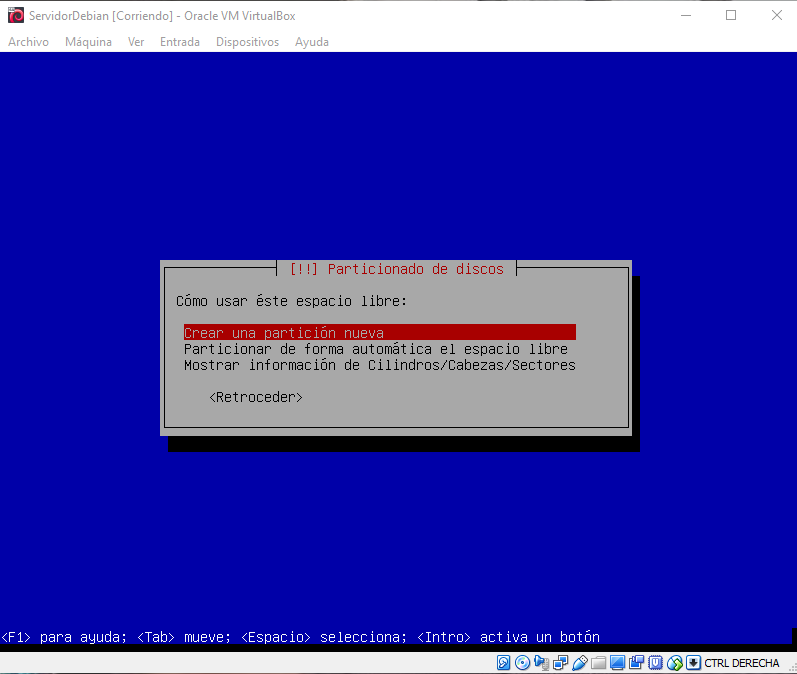 ServidorDebian [Corriendo] - Oracle VM VirtualBox
Archivo Máquina Ver Entrada Dispositivos Ayuda
[!!] Particionado de discos
Cómo usar éste espacio libre:
Crear una partición nueva
Particionar de forma automática el espacio libre
Mostrar información de Cilindros/Cabezas/Sectores
<Retroceder>
<F1> para ayuda; <Tab> mueve; <Espacio> selecciona; <Intro> activa un botón
CTRL DERECHA